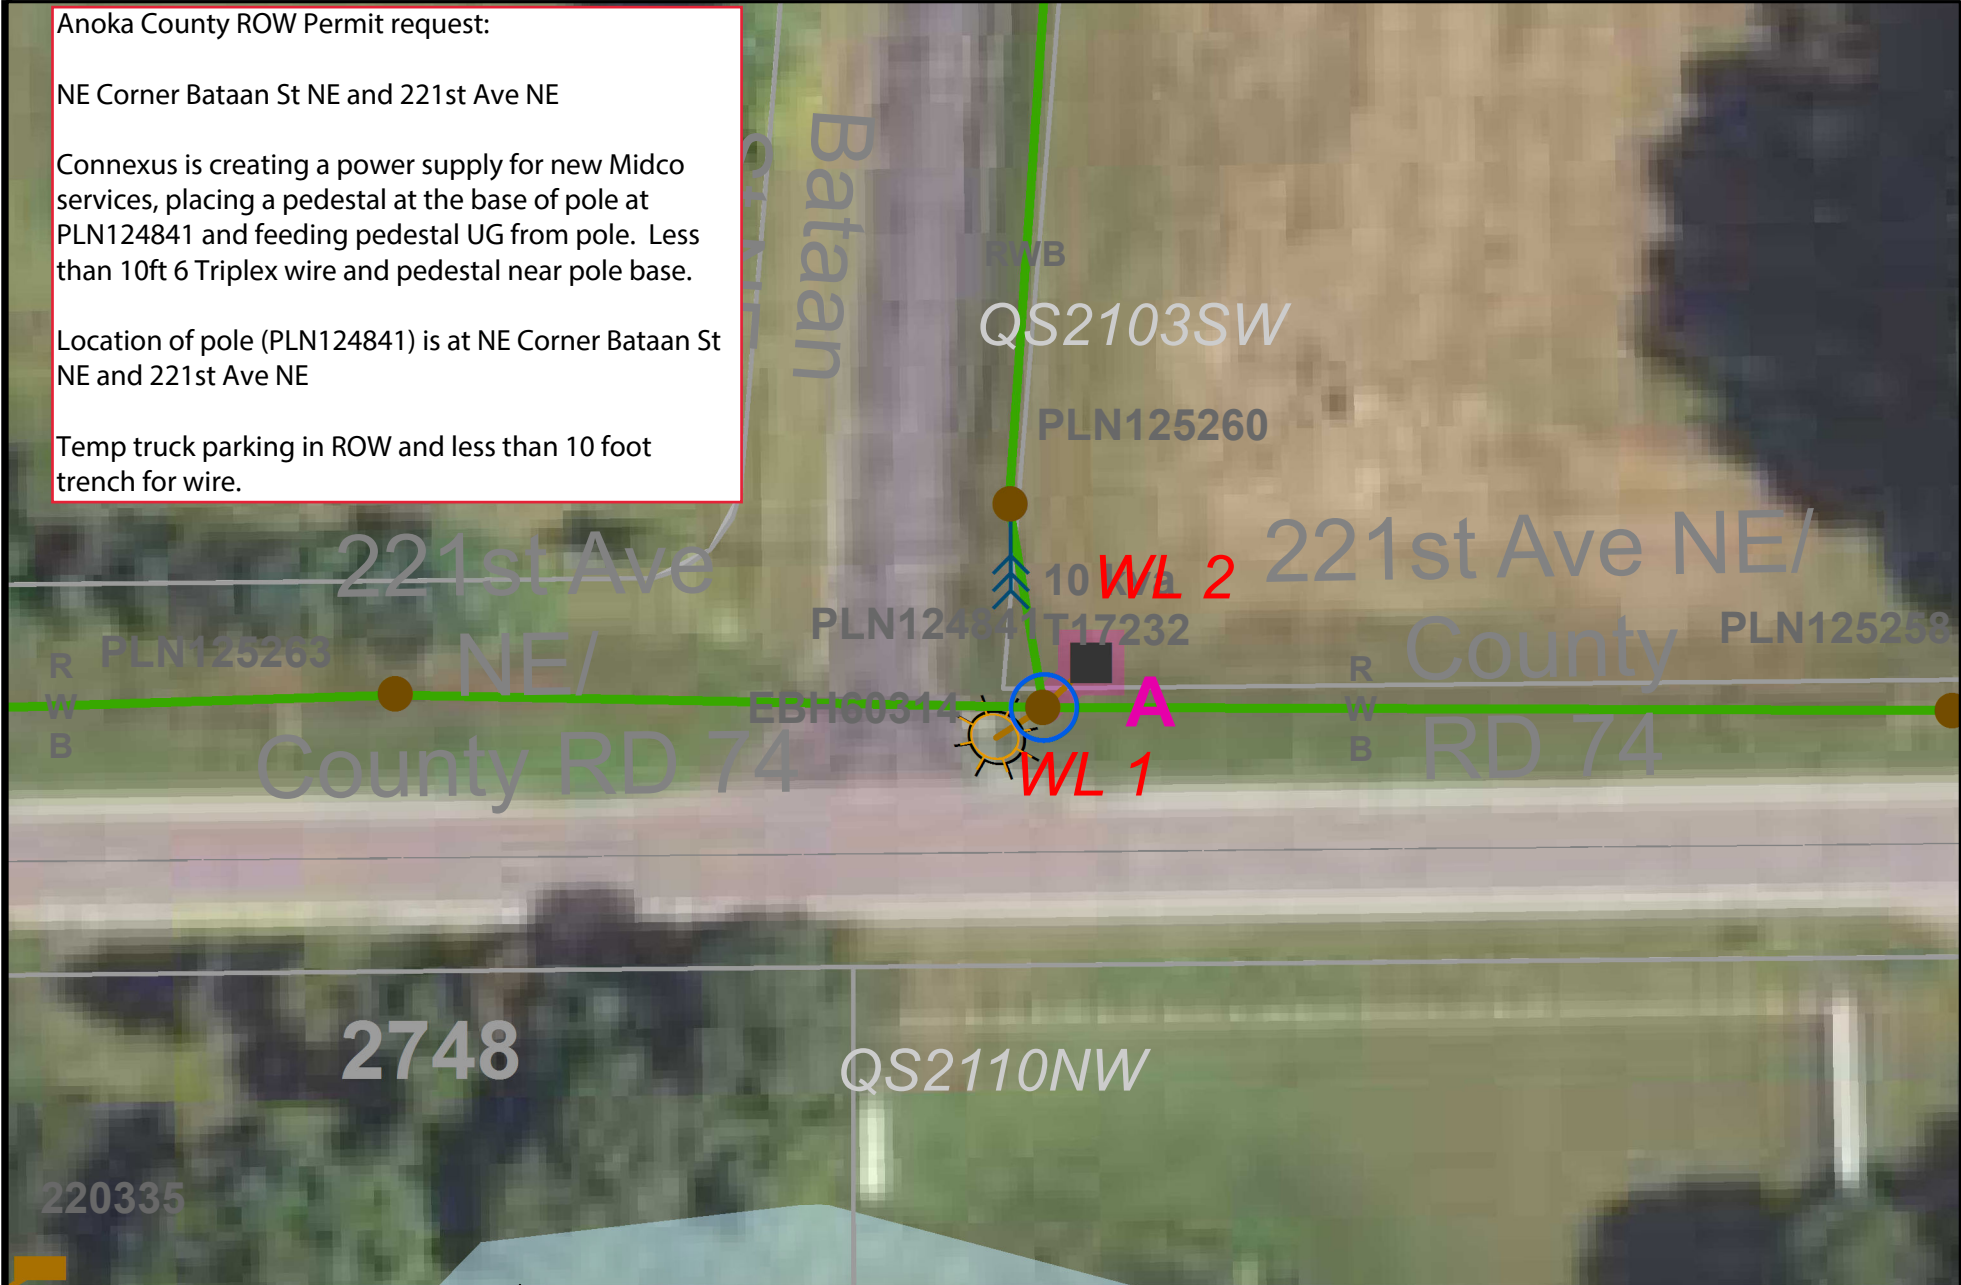 Anoka County ROW Permit request:
NE Corner Bataan St NE and 221st Ave NE
Connexus is creating a power supply for new Midco
services, placing a pedestal at the base of pole at
PLN124841 and feeding pedestal UG from pole.  Less
than 10ft 6 Triplex wire and pedestal near pole base.
Location of pole (PLN124841) is at NE Corner Bataan St
NE and 221st Ave NE
Temp truck parking in ROW and less than 10 foot
trench for wire.
Bataan
RWB
QS2103SW
PLN125260
221st Ave
NE/
County RD 74
221st Ave NE/
County
RD 74
10 kva
WL 2
PLN124841
T17232
PLN125258
PLN125263
R
W
B
R
W
B
EBH60314
A
WL 1
2748
QS2110NW
220335